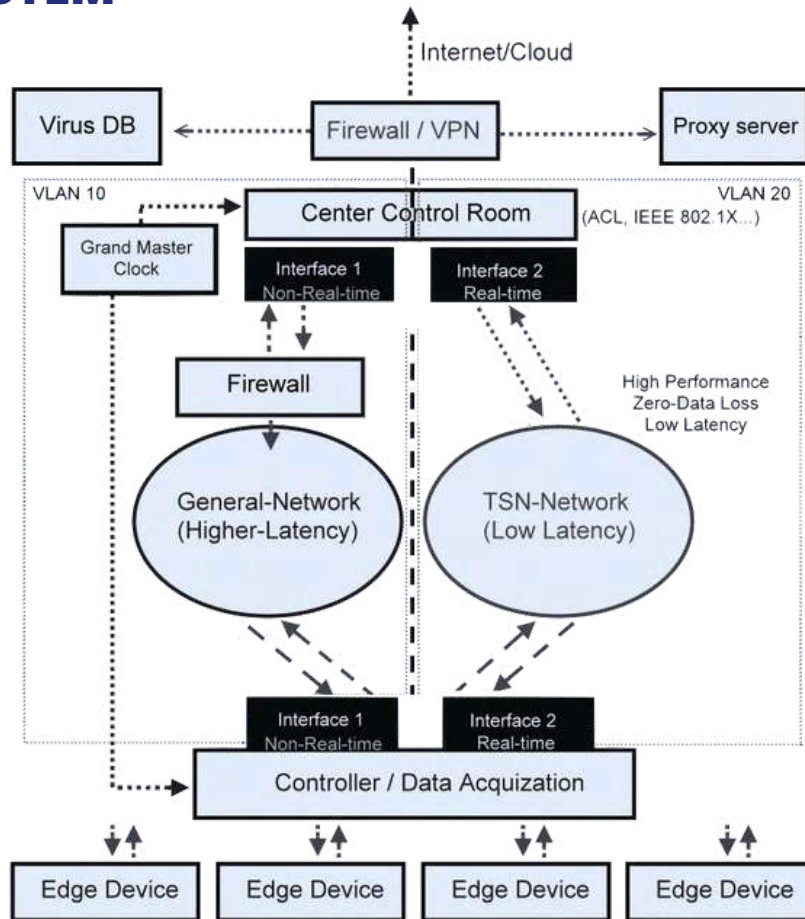 Internet/Cloud
Virus DB
Firewall / VPN
Proxy server
VLAN 10
VLAN 20
Center Control Room
(ACL, IEEE 802.1X...)
Grand Master
Clock
Interface 1
Non-Real-time
Interface 2
Real-time
Firewall
High Performance
Zero-Data Loss
Low Latency
General-Network
(Higher-Latency)
TSN-Network
(Low Latency)
Interface 1
Non-Real-time
Interface 2
Real-time
Controller / Data Acquization
Edge Device
Edge Device
Edge Device
Edge Device